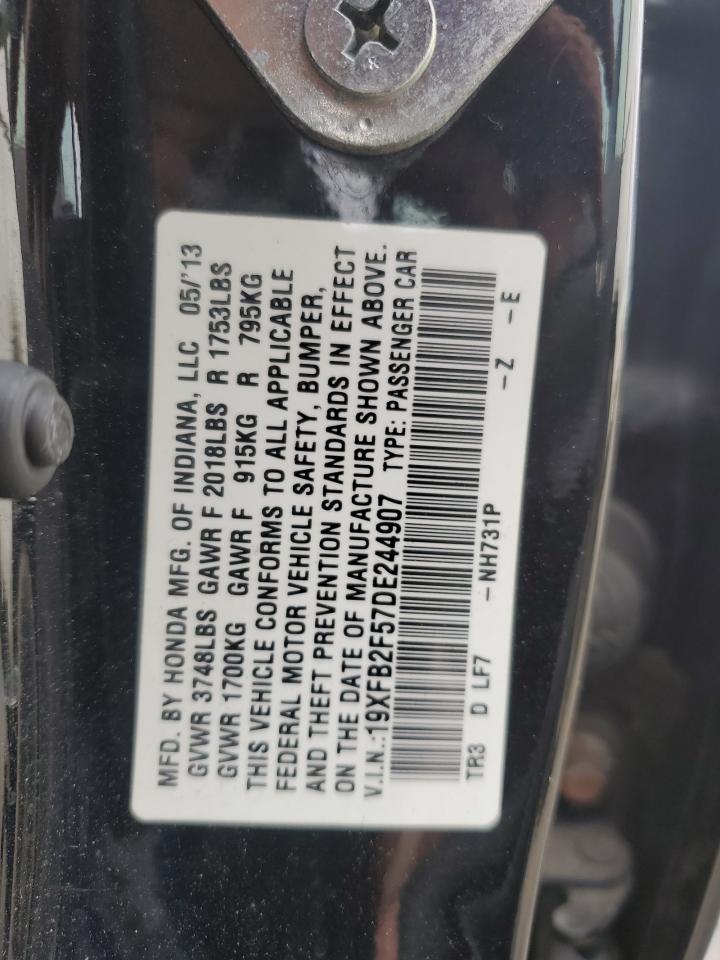 MFD. BY HONDA MFG. OF INDIANA, LLC 05/'13
GVWR 3748LBS GAWR F 2018LBS R 1753LBS
GVWR 1700KG GAWR F 915KG R 795KG
THIS VEHICLE CONFORMS TO ALL APPLICABLE
FEDERAL MOTOR VEHICLE SAFETY, BUMPER,
AND THEFT PREVENTION STANDARDS IN EFFECT
ON THE DATE OF MANUFACTURE SHOWN ABOVE.
V.I.N.:19XFB2F57DE244907 TYPE: PASSENGER CAR
TR3 D LF7 -NH731P -Z -E